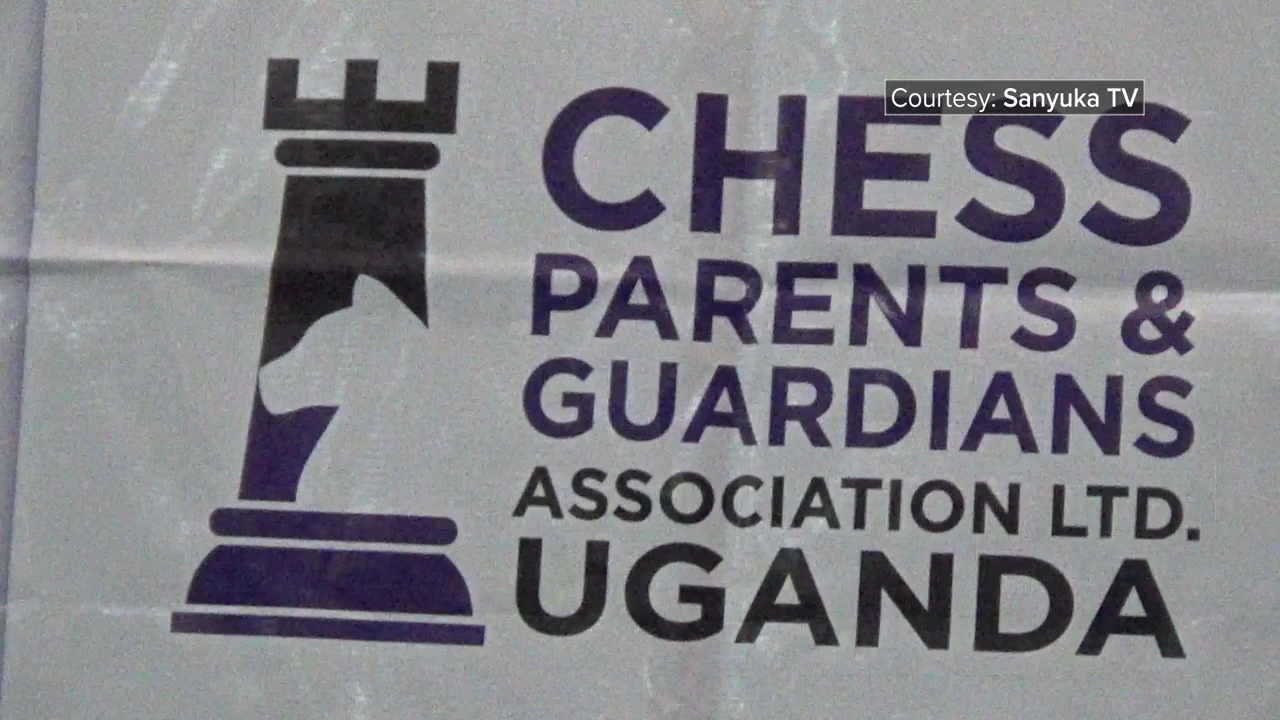 Courtesy: Sanyuka TV
CHESS
PARENTS &
GUARDIANS
ASSOCIATION LTD.
UGANDA